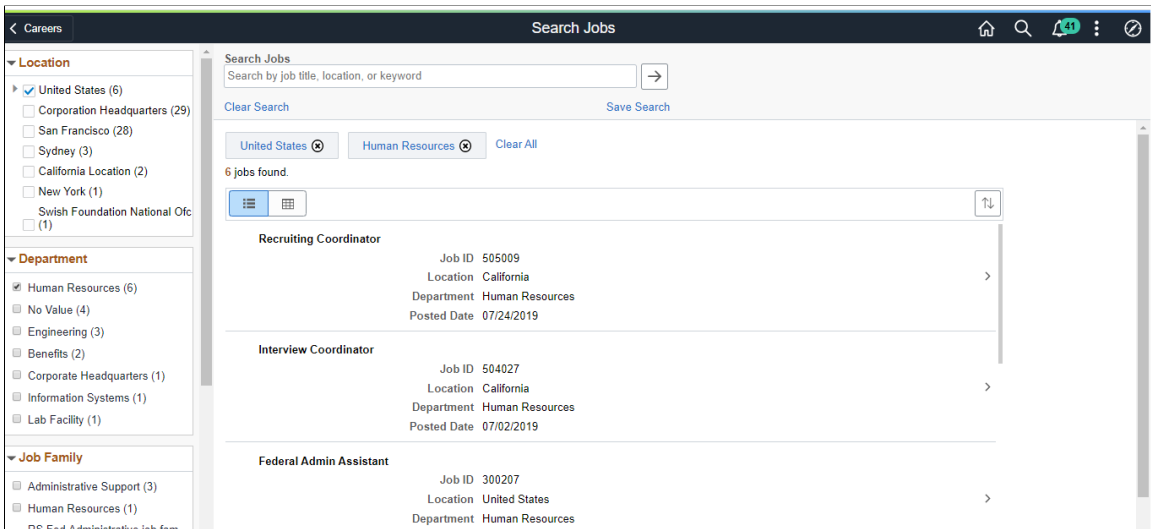 Careers
Search Jobs
41
Location
United States (6)
Corporation Headquarters (29)
San Francisco (28)
Sydney (3)
California Location (2)
New York (1)
Swish Foundation National Ofc
(1)
Department
Human Resources (6)
No Value (4)
Engineering (3)
Benefits (2)
Corporate Headquarters (1)
Information Systems (1)
Lab Facility (1)
Job Family
Administrative Support (3)
Human Resources (1)
Search Jobs
Search by job title, location, or keyword
Clear Search
Save Search
United States
Human Resources
Clear All
6 jobs found.
Recruiting Coordinator
Job ID 505009
Location California
Department Human Resources
Posted Date 07/24/2019
Interview Coordinator
Job ID 504027
Location California
Department Human Resources
Posted Date 07/02/2019
Federal Admin Assistant
Job ID 300207
Location United States
Department Human Resources